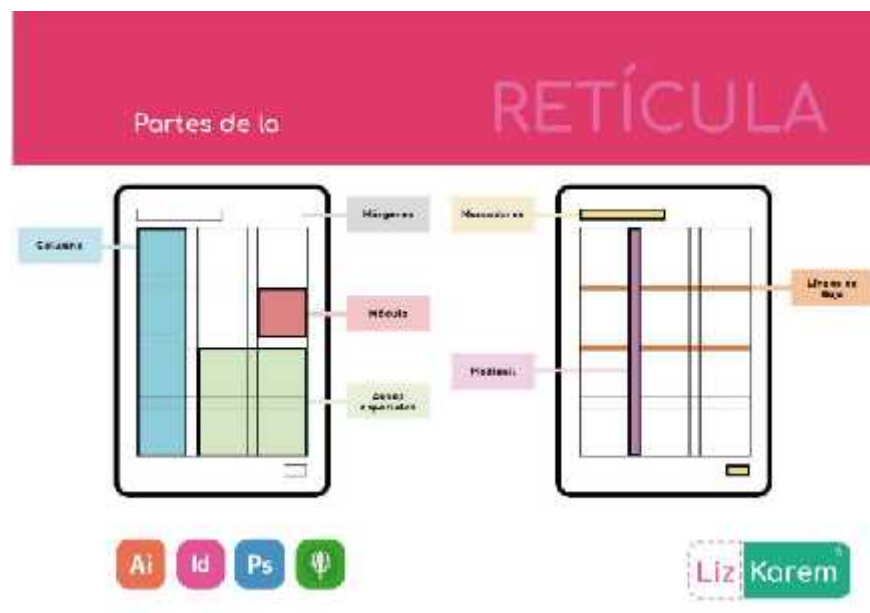 Partes de la
RETÍCULA
Márgenes
Marcadores
Columna
Líneas de
flujo
Módulo
Medianil
Zonas
espaciales
Ai
Id
Ps
Liz Karem